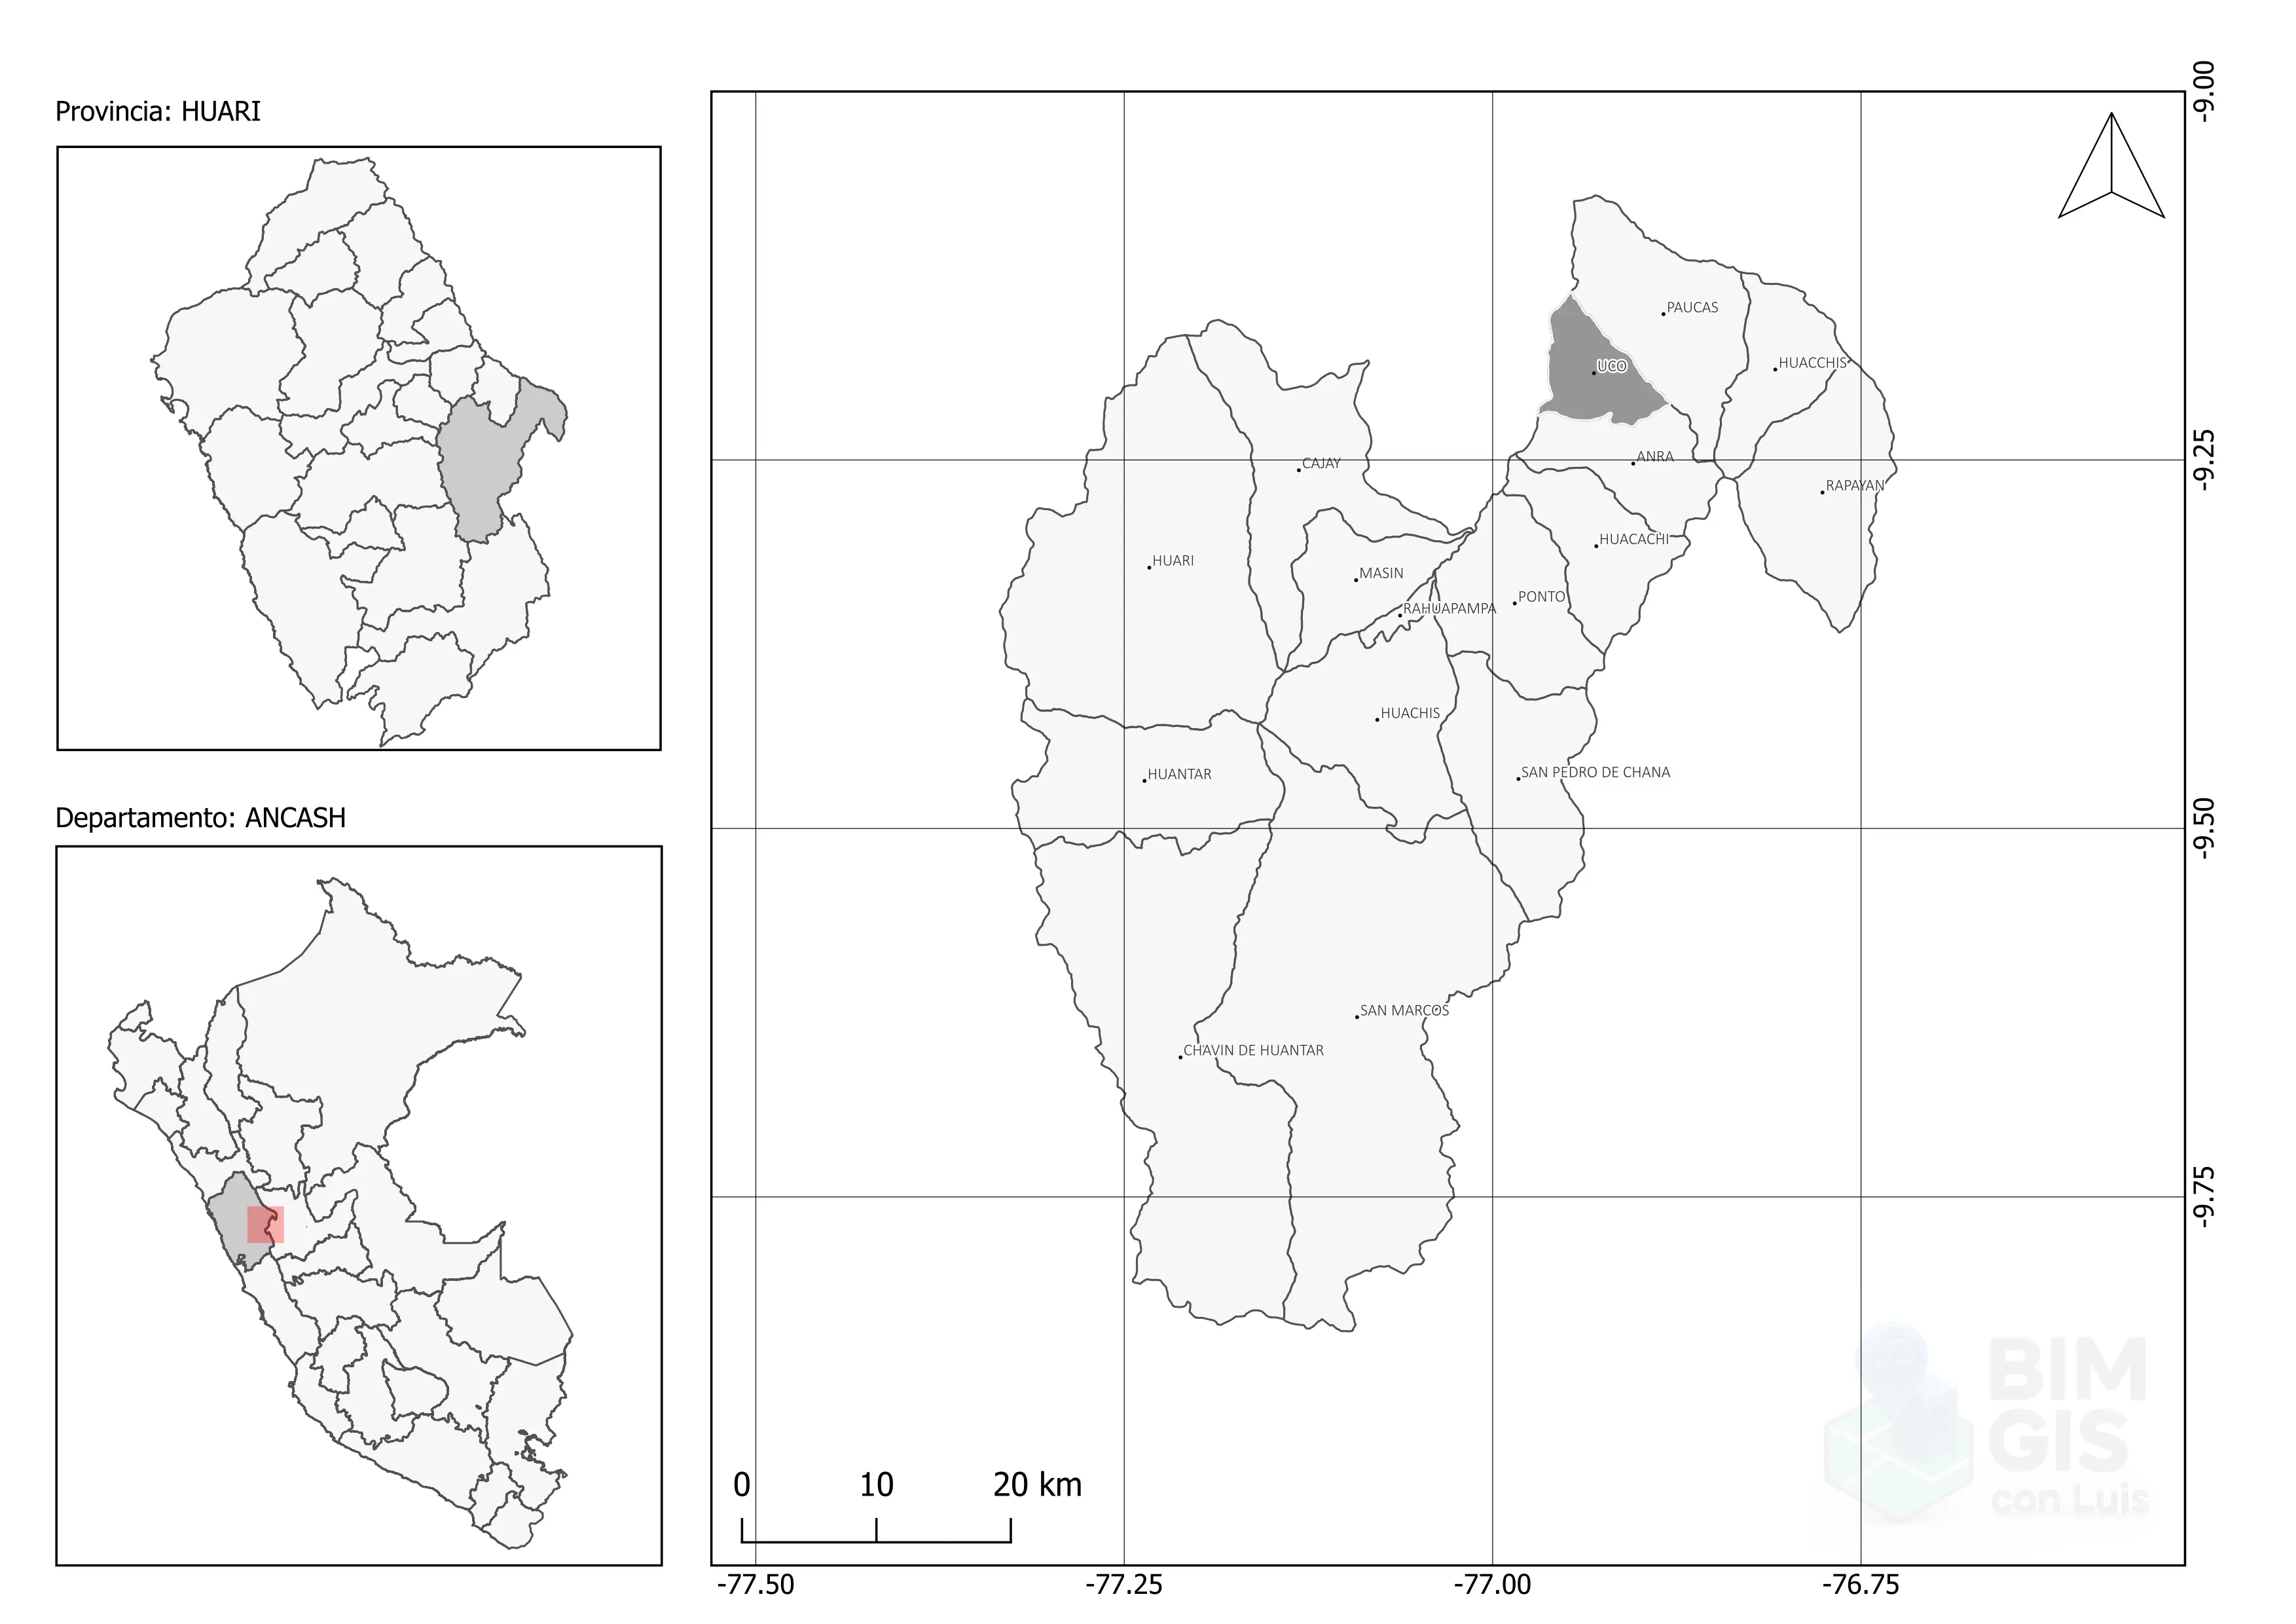 Provincia: HUARI
Departamento: ANCASH
-9.00
-9.25
-9.50
-9.75
PAUCAS
UCO
HUACCHIS
CAJAY
ANRA
RAPAYAN
HUARI
HUACACHI
MASIN
RAHUAPAMPA
PONTO
HUACHIS
HUANTAR
SAN PEDRO DE CHANA
SAN MARCOS
CHAVIN DE HUANTAR
BIM
GIS
con Luis
0 10 20 km
-77.50 -77.25 -77.00 -76.75